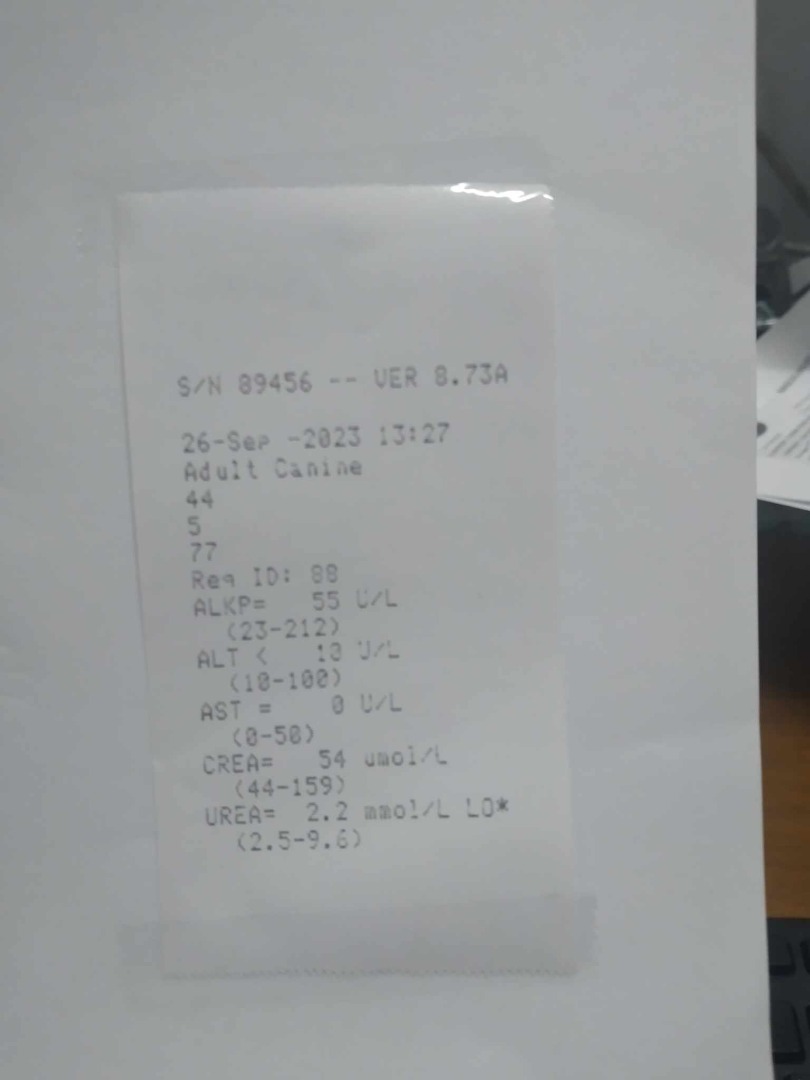 S/N 89456 -- VER 8.73A
26-Sep -2023 13:27
Adult Canine
44
5
77
Req ID: 88
ALKP= 55 U/L
(23-212)
ALT < 10 U/L
(10-100)
AST = 0 U/L
(0-50)
CREA= 54 umol/L
(44-159)
UREA= 2.2 mmol/L LO*
(2.5-9.6)